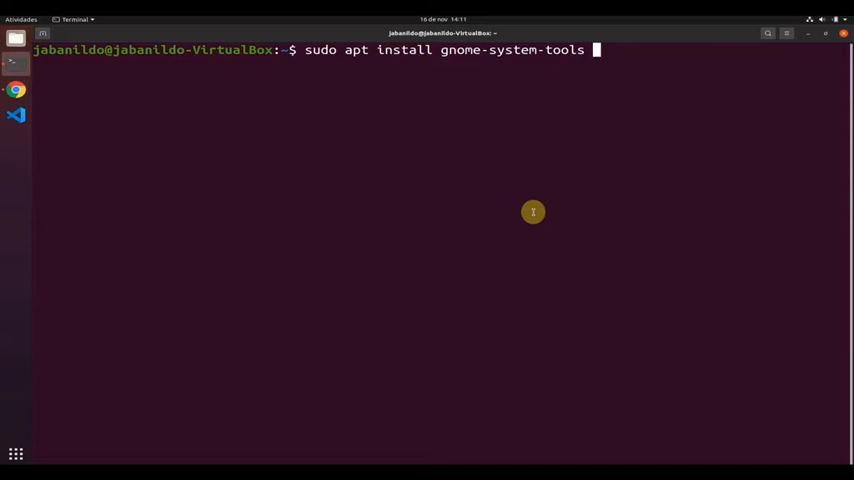 Atividades
Terminal
16 de nov 14:11
jabanildo@jabanildo-VirtualBox: ~
jabanildo@jabanildo-VirtualBox:~$ sudo apt install gnome-system-tools